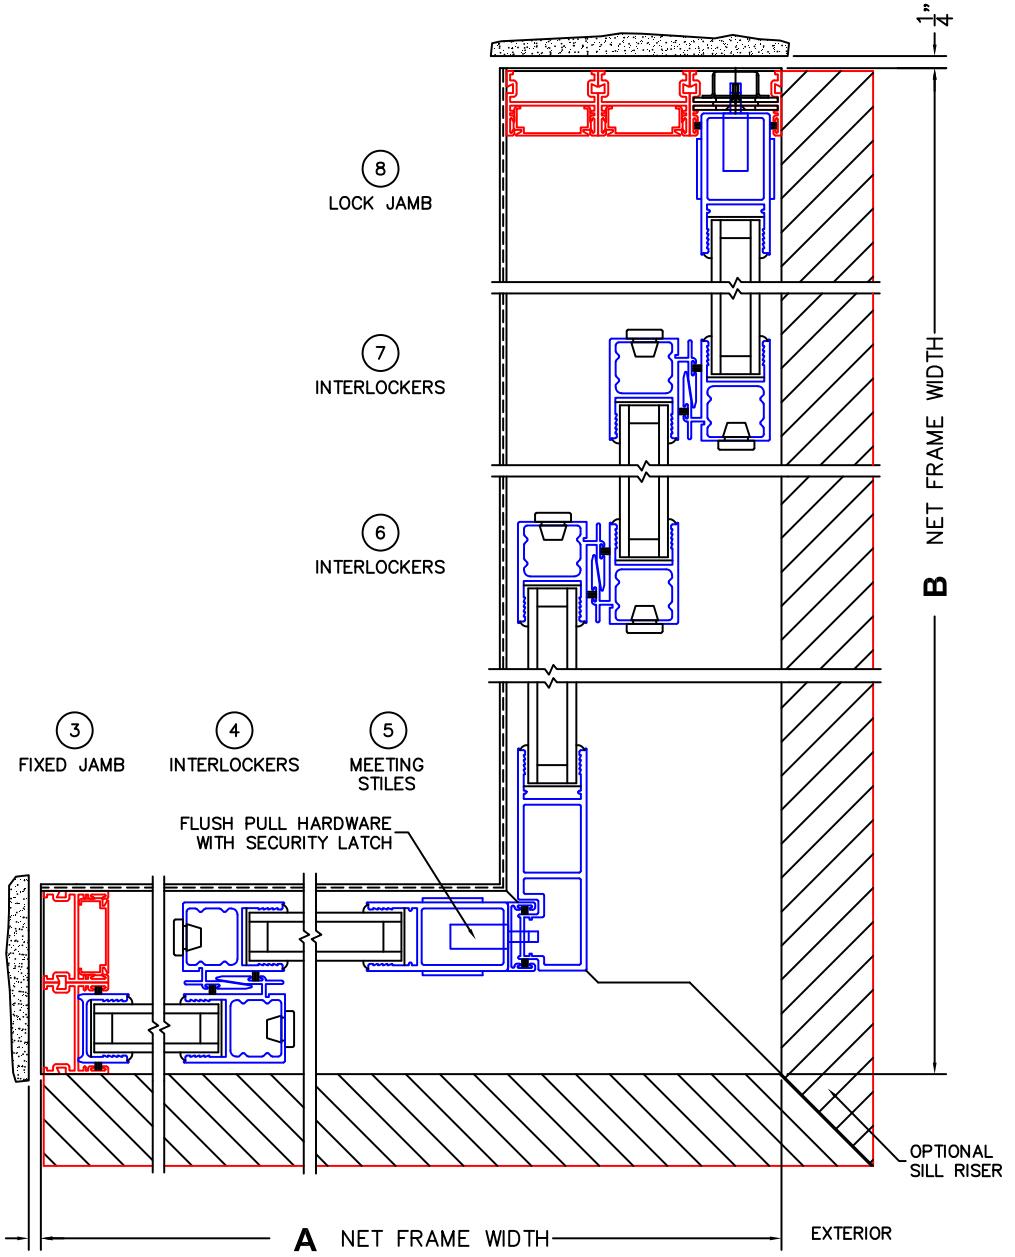 1"
4
8
LOCK JAMB
7
INTERLOCKERS
NET FRAME WIDTH
B
6
INTERLOCKERS
3
FIXED JAMB
4
INTERLOCKERS
5
MEETING
STILES
FLUSH PULL HARDWARE
WITH SECURITY LATCH
OPTIONAL
SILL RISER
A NET FRAME WIDTH
EXTERIOR